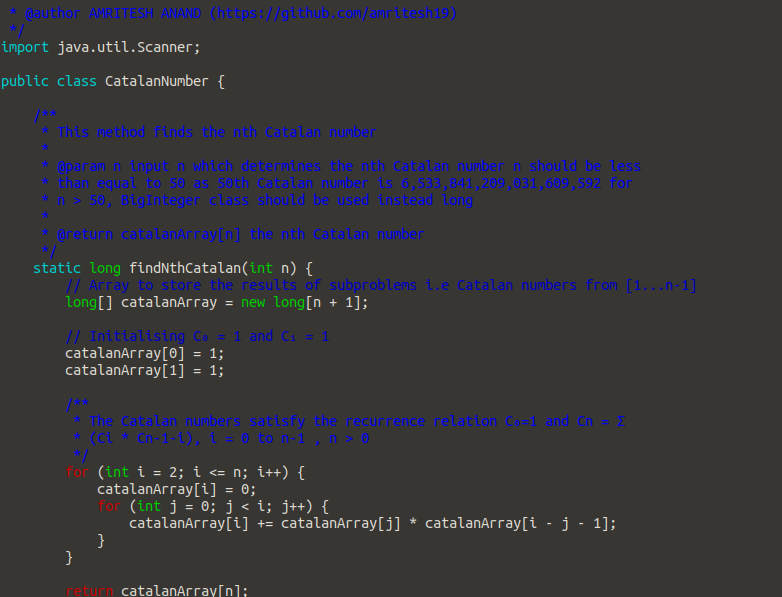 * @author AMRITESH ANAND (https://github.com/amritesh19)
 */
import java.util.Scanner;

public class CatalanNumber {

    /**
     * This method finds the nth Catalan number
     *
     * @param n input n which determines the nth Catalan number n should be less
     * than equal to 50 as 50th Catalan number is 6,533,841,209,031,609,592 for
     * n > 50, BigInteger class should be used instead long
     *
     * @return catalanArray[n] the nth Catalan number
     */
    static long findNthCatalan(int n) {
        // Array to store the results of subproblems i.e Catalan numbers from [1...n-1]
        long[] catalanArray = new long[n + 1];

        // Initialising C₀ = 1 and C₁ = 1
        catalanArray[0] = 1;
        catalanArray[1] = 1;

        /**
         * The Catalan numbers satisfy the recurrence relation C₀=1 and Cn = Σ
         * (Ci * Cn-1-i), i = 0 to n-1 , n > 0
         */
        for (int i = 2; i <= n; i++) {
            catalanArray[i] = 0;
            for (int j = 0; j < i; j++) {
                catalanArray[i] += catalanArray[j] * catalanArray[i - j - 1];
            }
        }

        return catalanArray[n];